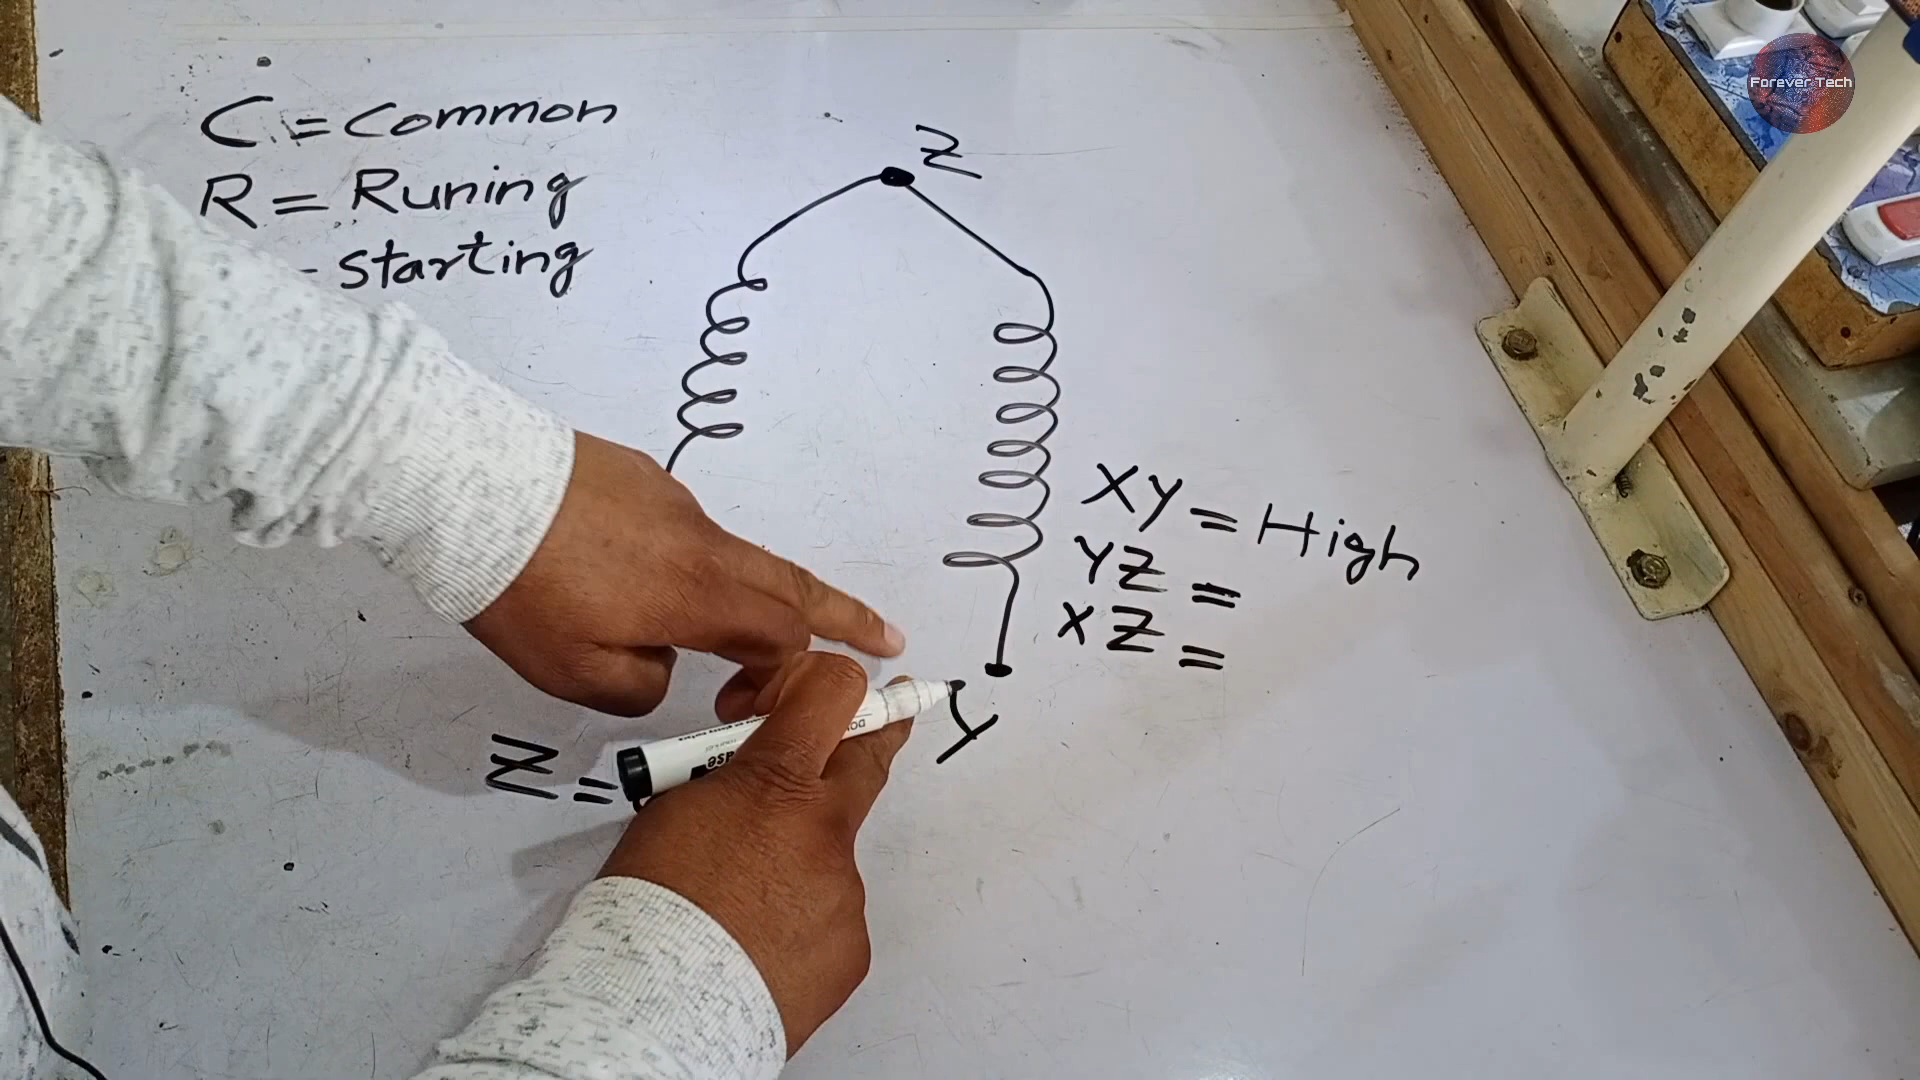 C = Common
R = Runing
- Starting
Z
XY = High
YZ =
XZ =
Y
Z =
Forever Tech